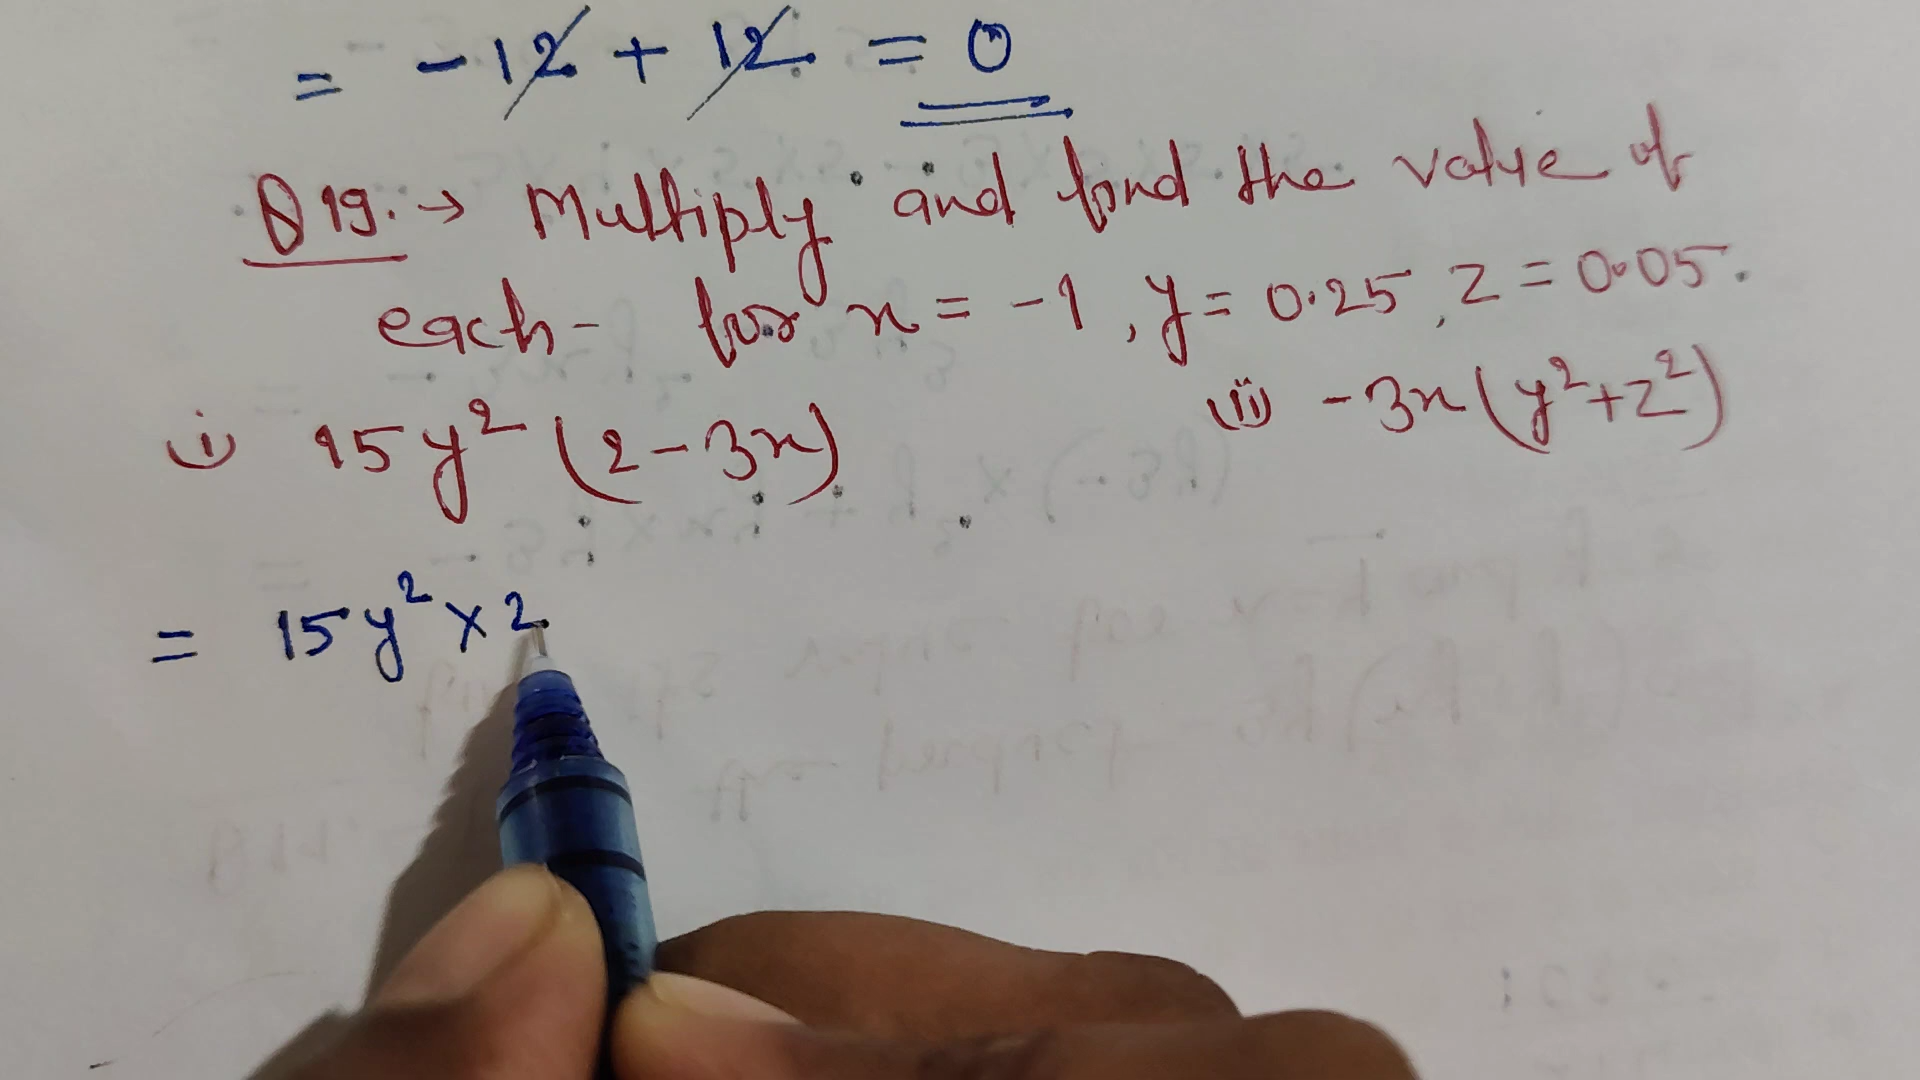 = -12 + 12 = 0
Q19. → Multiply and find the value of
each - for x = -1, y = 0.25, z = 0.05.
(i) 15y² (2-3x) (ii) -3x (y²+z²)
= 15y² × 2